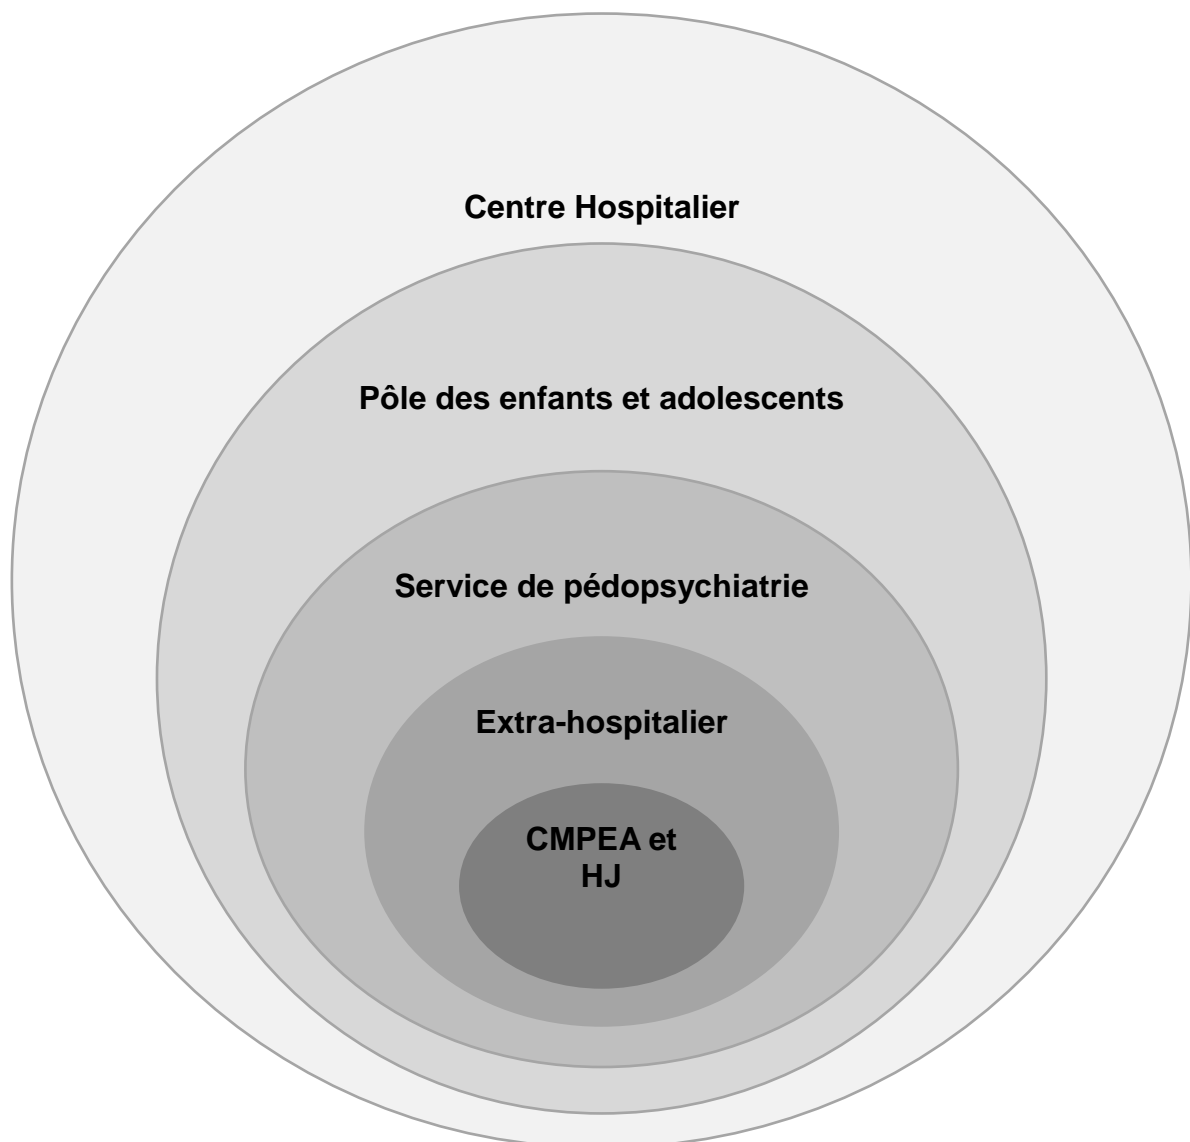 Centre Hospitalier
Pôle des enfants et adolescents
Service de pédopsychiatrie
Extra-hospitalier
CMPEA et
HJ